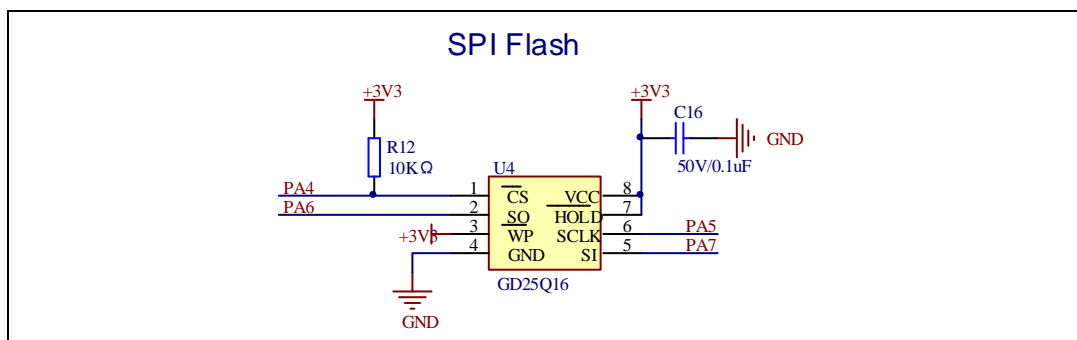 SPI Flash
+3V3
+3V3
C16
GND
R12
10KΩ
50V/0.1uF
U4
PA4
1
CS
VCC
8
PA6
2
SO
HOLD
7
+3V3
3
WP
SCLK
6
PA5
4
GND
SI
5
PA7
GD25Q16
GND